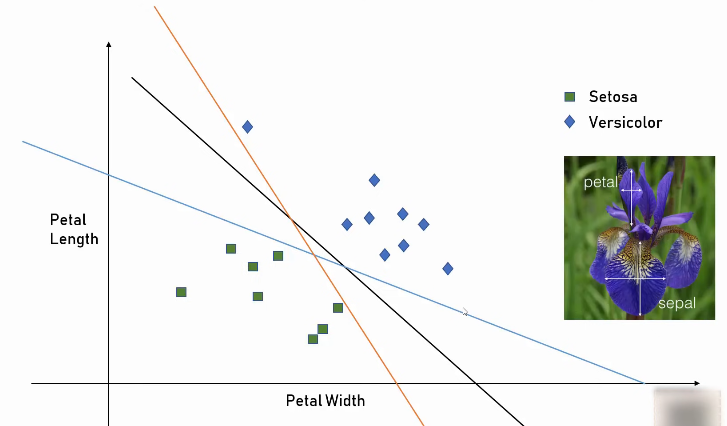 Setosa
Versicolor
petal
Petal
Length
sepal
Petal Width